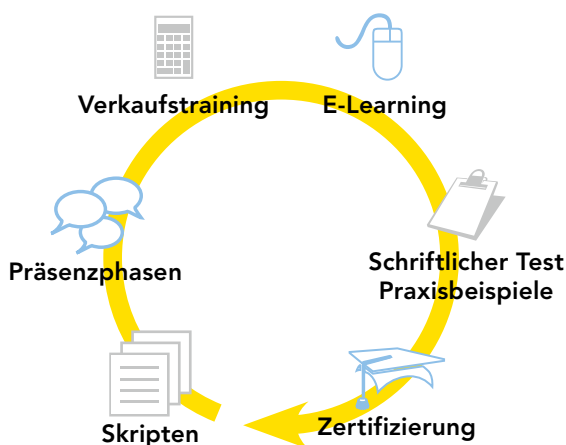 Verkaufstraining
E-Learning
Präsenzphasen
Schriftlicher Test
Praxisbeispiele
Skripten
Zertifizierung